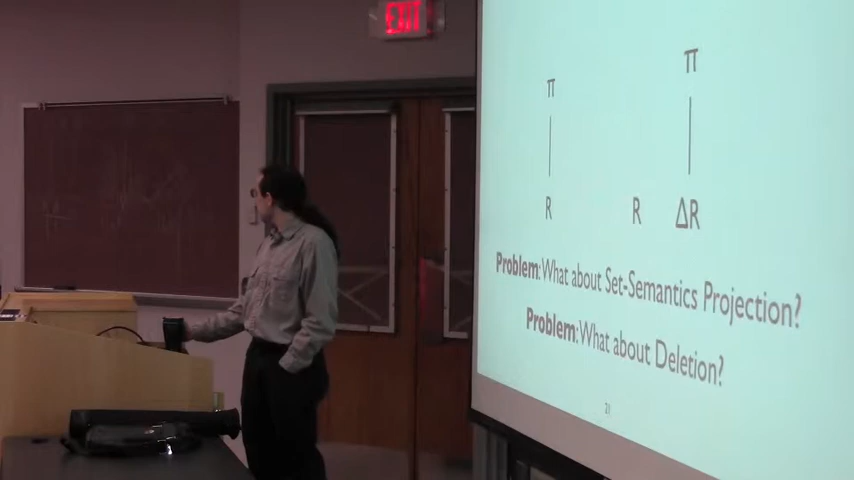 EXIT
π π
R R ΔR
Problem: What about Set-Semantics Projection?
Problem: What about Deletion?
21